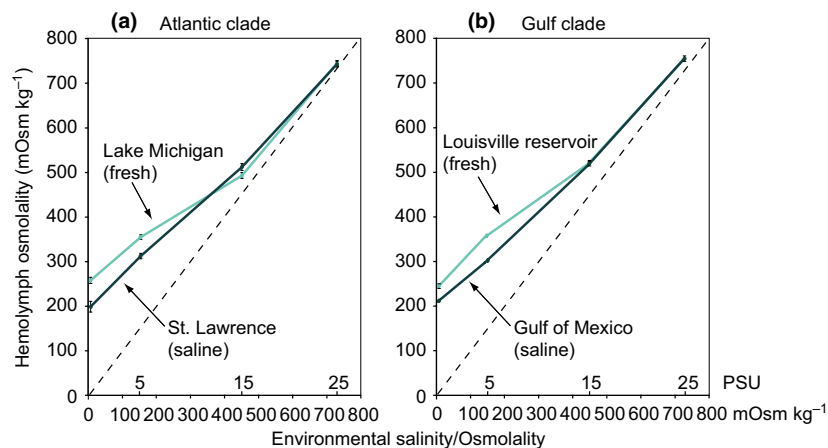 (a) Atlantic clade
(b) Gulf clade
Hemolymph osmolality (mOsm kg⁻¹)
800
700
600
500
400
300
200
100
0
Lake Michigan
(fresh)
St. Lawrence
(saline)
5 15 25
0 100 200 300 400 500 600 700 800
800
700
600
500
400
300
200
100
0
Louisville reservoir
(fresh)
Gulf of Mexico
(saline)
5 15 25 PSU
0 100 200 300 400 500 600 700 800 mOsm kg⁻¹
Environmental salinity/Osmolality